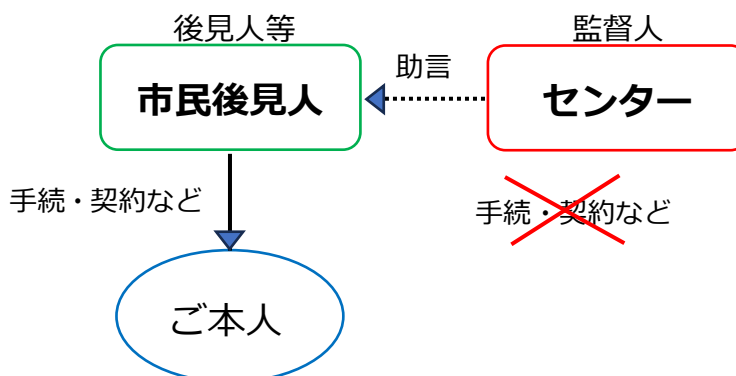 後見人等
監督人
市民後見人
助言
センター
手続・契約など
手続・契約など
ご本人